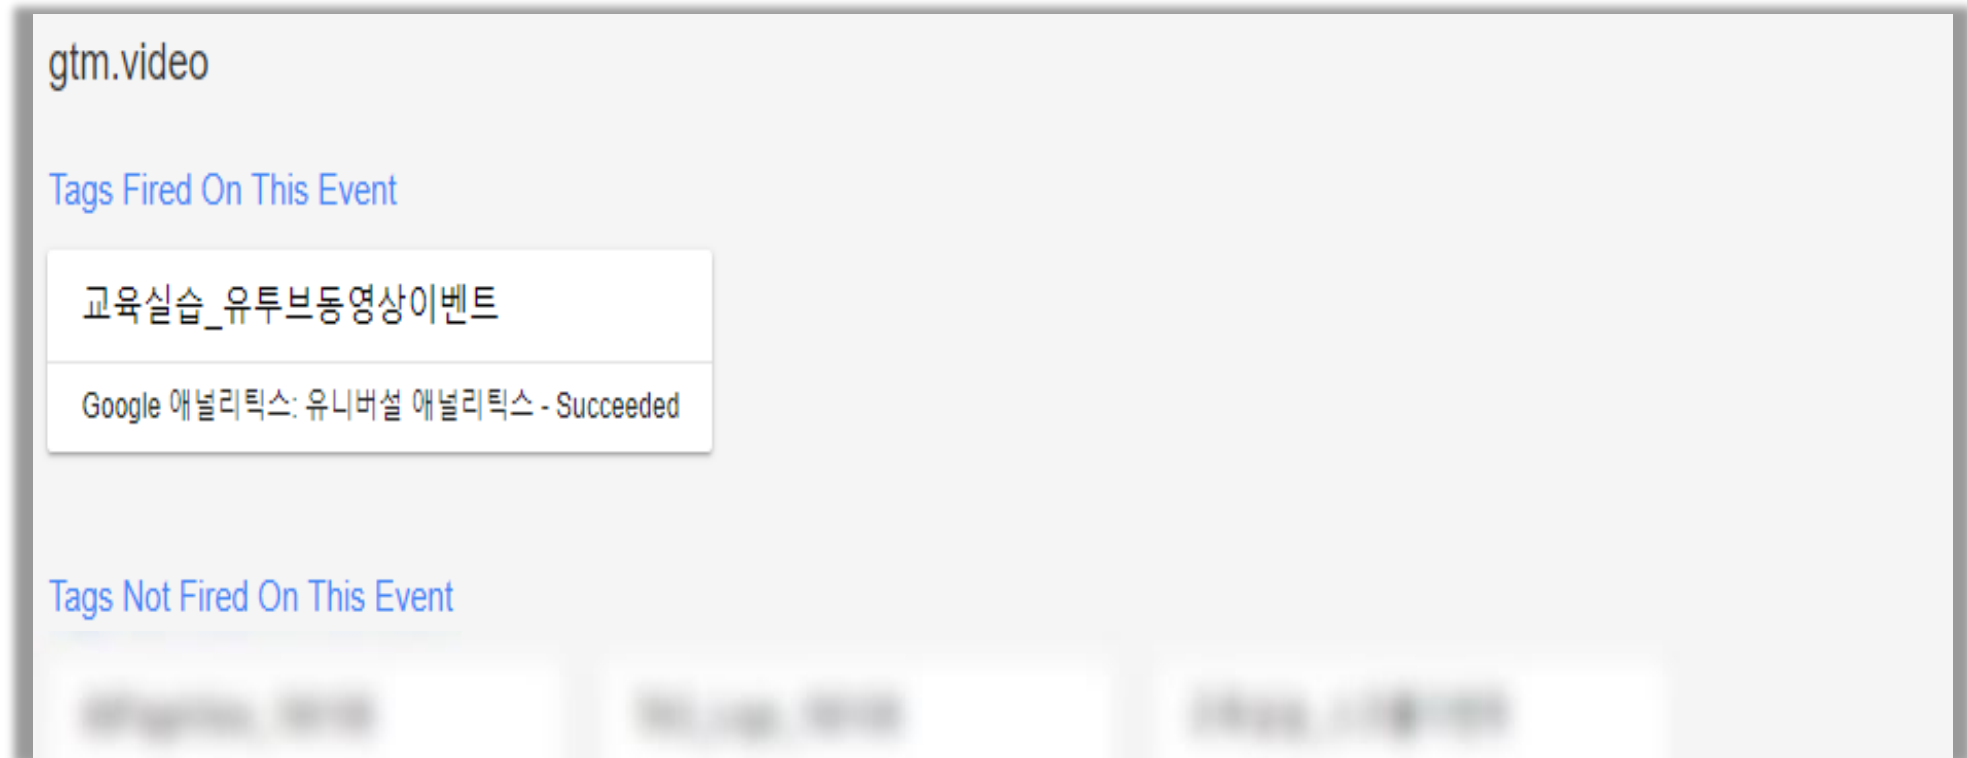 gtm.video
Tags Fired On This Event
교육실습_유투브동영상이벤트
Google 애널리틱스: 유니버설 애널리틱스 - Succeeded
Tags Not Fired On This Event